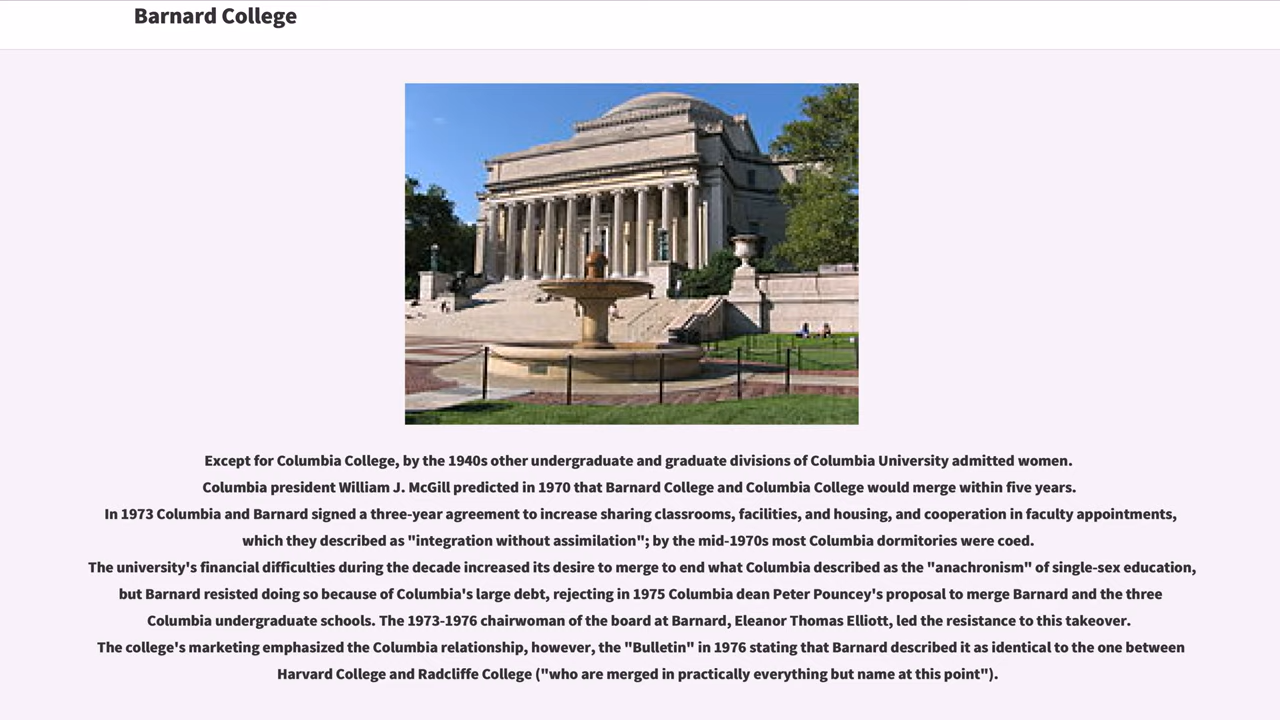 Barnard College
Except for Columbia College, by the 1940s other undergraduate and graduate divisions of Columbia University admitted women.
Columbia president William J. McGill predicted in 1970 that Barnard College and Columbia College would merge within five years.
In 1973 Columbia and Barnard signed a three-year agreement to increase sharing classrooms, facilities, and housing, and cooperation in faculty appointments,
which they described as "integration without assimilation"; by the mid-1970s most Columbia dormitories were coed.
The university's financial difficulties during the decade increased its desire to merge to end what Columbia described as the "anachronism" of single-sex education,
but Barnard resisted doing so because of Columbia's large debt, rejecting in 1975 Columbia dean Peter Pouncey's proposal to merge Barnard and the three
Columbia undergraduate schools. The 1973-1976 chairwoman of the board at Barnard, Eleanor Thomas Elliott, led the resistance to this takeover.
The college's marketing emphasized the Columbia relationship, however, the "Bulletin" in 1976 stating that Barnard described it as identical to the one between
Harvard College and Radcliffe College ("who are merged in practically everything but name at this point").